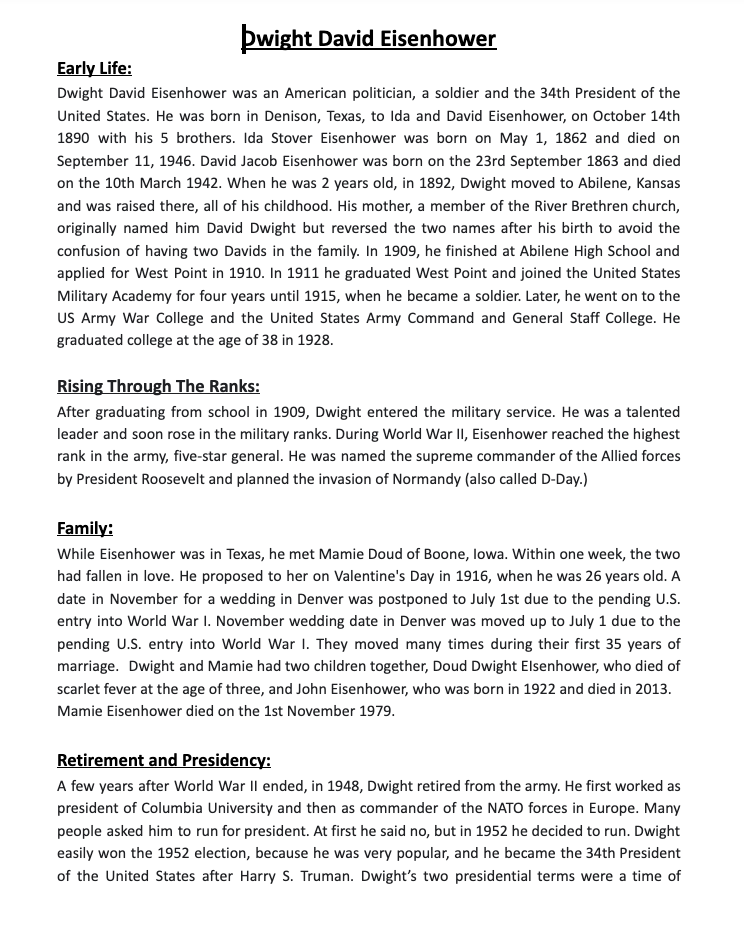 Dwight David Eisenhower
Early Life:
Dwight David Eisenhower was an American politician, a soldier and the 34th President of the
United States. He was born in Denison, Texas, to Ida and David Eisenhower, on October 14th
1890 with his 5 brothers. Ida Stover Eisenhower was born on May 1, 1862 and died on
September 11, 1946. David Jacob Eisenhower was born on the 23rd September 1863 and died
on the 10th March 1942. When he was 2 years old, in 1892, Dwight moved to Abilene, Kansas
and was raised there, all of his childhood. His mother, a member of the River Brethren church,
originally named him David Dwight but reversed the two names after his birth to avoid the
confusion of having two Davids in the family. In 1909, he finished at Abilene High School and
applied for West Point in 1910. In 1911 he graduated West Point and joined the United States
Military Academy for four years until 1915, when he became a soldier. Later, he went on to the
US Army War College and the United States Army Command and General Staff College. He
graduated college at the age of 38 in 1928.
Rising Through The Ranks:
After graduating from school in 1909, Dwight entered the military service. He was a talented
leader and soon rose in the military ranks. During World War II, Eisenhower reached the highest
rank in the army, five-star general. He was named the supreme commander of the Allied forces
by President Roosevelt and planned the invasion of Normandy (also called D-Day.)
Family:
While Eisenhower was in Texas, he met Mamie Doud of Boone, Iowa. Within one week, the two
had fallen in love. He proposed to her on Valentine's Day in 1916, when he was 26 years old. A
date in November for a wedding in Denver was postponed to July 1st due to the pending U.S.
entry into World War I. November wedding date in Denver was moved up to July 1 due to the
pending U.S. entry into World War I. They moved many times during their first 35 years of
marriage.  Dwight and Mamie had two children together, Doud Dwight EIsenhower, who died of
scarlet fever at the age of three, and John Eisenhower, who was born in 1922 and died in 2013.
Mamie Eisenhower died on the 1st November 1979.
Retirement and Presidency:
A few years after World War II ended, in 1948, Dwight retired from the army. He first worked as
president of Columbia University and then as commander of the NATO forces in Europe. Many
people asked him to run for president. At first he said no, but in 1952 he decided to run. Dwight
easily won the 1952 election, because he was very popular, and he became the 34th President
of the United States after Harry S. Truman. Dwight’s two presidential terms were a time of